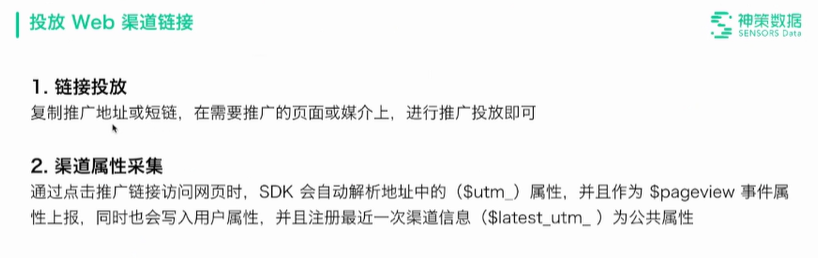 投放 Web 渠道链接
神策数据
SENSORS Data
1. 链接投放
复制推广地址或短链，在需要推广的页面或媒介上，进行推广投放即可
2. 渠道属性采集
通过点击推广链接访问网页时，SDK 会自动解析地址中的（$utm_）属性，并且作为 $pageview 事件属
性上报，同时也会写入用户属性，并且注册最近一次渠道信息（$latest_utm_ ）为公共属性